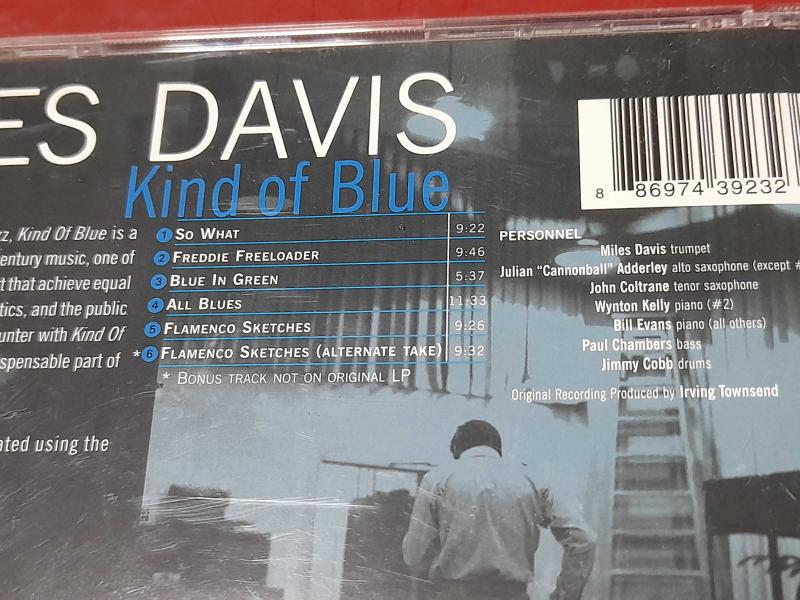 ES DAVIS
Kind of Blue
zz, Kind Of Blue is a
entury music, one of
t that achieve equal
tics, and the public
unter with Kind Of
spensable part of
ated using the
1 So What 9:22
2 Freddie Freeloader 9:46
3 Blue In Green 5:37
4 All Blues 11:33
5 Flamenco Sketches 9:26
*6 Flamenco Sketches (alternate take) 9:32
* Bonus track not on original LP
8 86974 39232
PERSONNEL
Miles Davis trumpet
Julian "Cannonball" Adderley alto saxophone (except #
John Coltrane tenor saxophone
Wynton Kelly piano (#2)
Bill Evans piano (all others)
Paul Chambers bass
Jimmy Cobb drums
Original Recording Produced by Irving Townsend